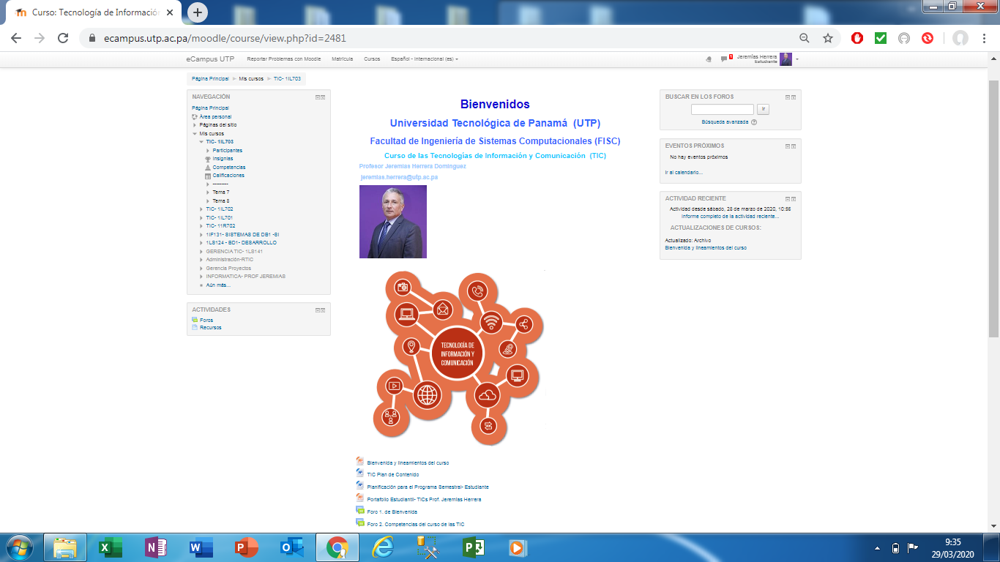 Curso: Tecnología de Información
ecampus.utp.ac.pa/moodle/course/view.php?id=2481
eCampus UTP
Reportar Problemas con Moodle
Matrícula
Cursos
Español - Internacional (es)
1
Jeremías Herrera
Estudiante
Página Principal
Mis cursos
TIC- 1IL703
NAVEGACIÓN
Página Principal
Área personal
Páginas del sitio
Mis cursos
TIC- 1IL703
Participantes
Insignias
Competencias
Calificaciones
---------
Tema 7
Tema 8
TIC- 1IL702
TIC- 1IL701
TIC- 11R702
1IF131- SISTEMAS DE DB1 -SI
1LS124 - BD1- DESARROLLO
GERENCIA TIC- 1LS141
Administración-RTIC
Gerencia Proyectos
INFORMATICA- PROF JEREMIAS
Aún más...
ACTIVIDADES
Foros
Recursos
Bienvenidos
Universidad Tecnológica de Panamá (UTP)
Facultad de Ingeniería de Sistemas Computacionales (FISC)
Curso de las Tecnologías de Información y Comunicación (TIC)
Profesor Jeremías Herrera Domínguez
jeremias.herrera@utp.ac.pa
TECNOLOGÍA DE
INFORMACIÓN Y
COMUNICACIÓN
Bienvenida y lineamientos del curso
TIC Plan de Contenido
Planificación para el Programa Semestral- Estudiante
Portafolio Estudiantil- TICs Prof. Jeremías Herrera
Foro 1. de Bienvenida
Foro 2. Competencias del curso de las TIC
BUSCAR EN LOS FOROS
Ir
Búsqueda avanzada
EVENTOS PRÓXIMOS
No hay eventos próximos
Ir al calendario...
ACTIVIDAD RECIENTE
Actividad desde sábado, 28 de marzo de 2020, 10:56
Informe completo de la actividad reciente...
ACTUALIZACIONES DE CURSOS:
Actualizado: Archivo
Bienvenida y lineamientos del curso
9:35
29/03/2020